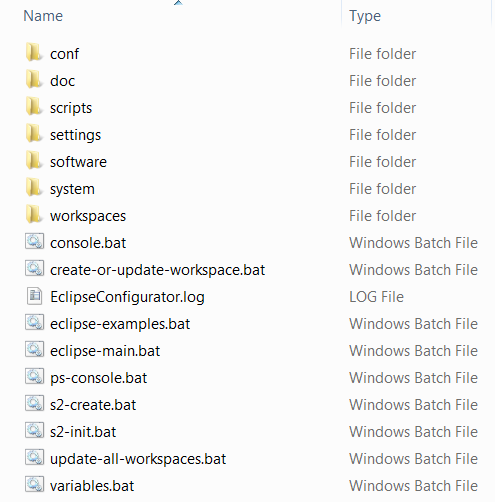 Name Type
conf File folder
doc File folder
scripts File folder
settings File folder
software File folder
system File folder
workspaces File folder
console.bat Windows Batch File
create-or-update-workspace.bat Windows Batch File
EclipseConfigurator.log LOG File
eclipse-examples.bat Windows Batch File
eclipse-main.bat Windows Batch File
ps-console.bat Windows Batch File
s2-create.bat Windows Batch File
s2-init.bat Windows Batch File
update-all-workspaces.bat Windows Batch File
variables.bat Windows Batch File